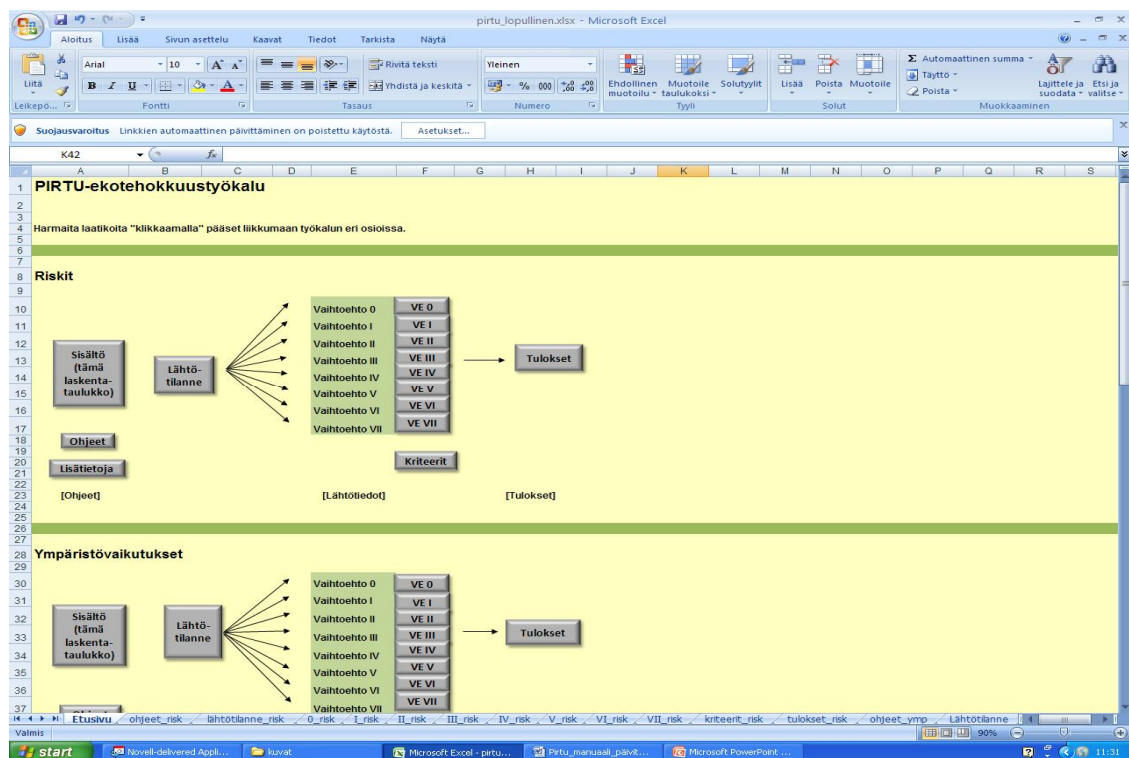 pirtu_lopullinen.xlsx - Microsoft Excel
Aloitus Lisää Sivun asettelu Kaavat Tiedot Tarkista Näytä
Liitä
Leikepö...
Arial 10
Fontti
Rivitä teksti
Yhdistä ja keskitä
Tasaus
Yleinen
% 000
Numero
Ehdollinen muotoilu
Muotoile taulukoksi
Solutyylit
Tyyli
Lisää Poista Muotoile
Solut
Σ Automaattinen summa
Täyttö
Poista
Lajittele ja suodata
Etsi ja valitse
Muokkaaminen
Suojausvaroitus Linkkien automaattinen päivittäminen on poistettu käytöstä. Asetukset...
K42 fx
A B C D E F G H I J K L M N O P Q R S
PIRTU-ekotehokkuustyökalu
Harmaita laatikoita "klikkaamalla" pääset liikkumaan työkalun eri osioissa.
Riskit
Sisältö
(tämä
laskenta-
taulukko)
Lähtö-
tilanne
Vaihtoehto 0 VE 0
Vaihtoehto I VE I
Vaihtoehto II VE II
Vaihtoehto III VE III
Vaihtoehto IV VE IV
Vaihtoehto V VE V
Vaihtoehto VI VE VI
Vaihtoehto VII VE VII
Tulokset
Ohjeet
Lisätietoja
Kriteerit
[Ohjeet] [Lähtötiedot] [Tulokset]
Ympäristövaikutukset
Sisältö
(tämä
laskenta-
taulukko)
Lähtö-
tilanne
Vaihtoehto 0 VE 0
Vaihtoehto I VE I
Vaihtoehto II VE II
Vaihtoehto III VE III
Vaihtoehto IV VE IV
Vaihtoehto V VE V
Vaihtoehto VI VE VI
Vaihtoehto VII VE VII
Tulokset
Etusivu ohjeet_risk lähtötilanne_risk 0_risk I_risk II_risk III_risk IV_risk V_risk VI_risk VII_risk kriteerit_risk tulokset_risk ohjeet_ymp Lähtötilanne
Valmis 90%
start Novell-delivered Appli... kuvat Microsoft Excel - pirtu... Pirtu_manuaali_päivit... Microsoft PowerPoint ... 11:31